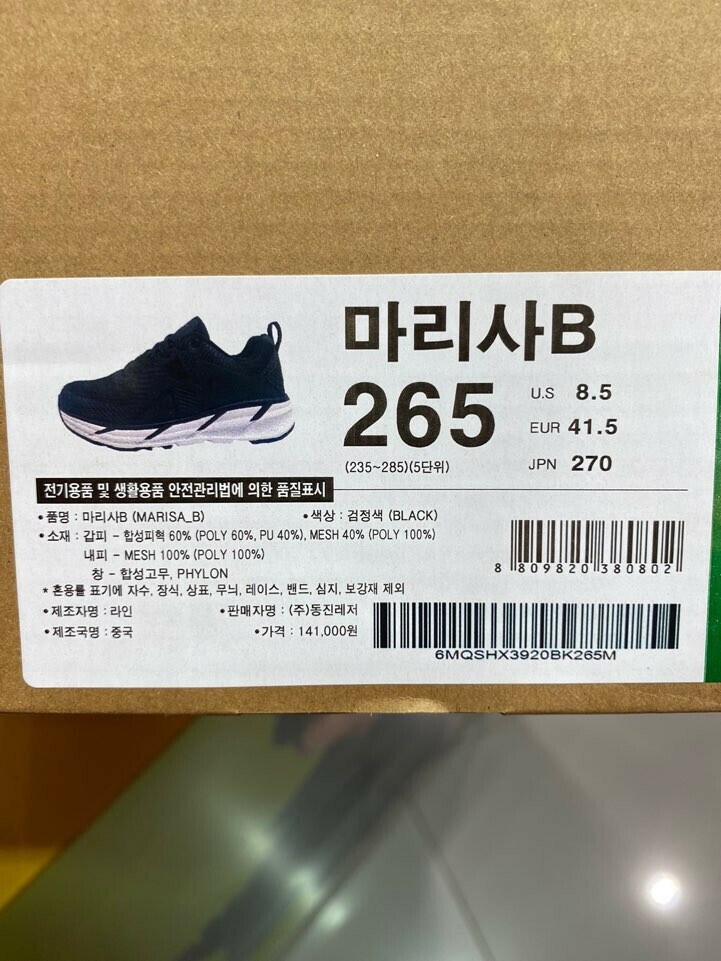 마리사B
265
U.S 8.5
EUR 41.5
JPN 270
(235~285)(5단위)
전기용품 및 생활용품 안전관리법에 의한 품질표시
•품명 : 마리사B (MARISA_B) •색상 : 검정색 (BLACK)
•소재 : 갑피 - 합성피혁 60% (POLY 60%, PU 40%), MESH 40% (POLY 100%)
내피 - MESH 100% (POLY 100%)
창 - 합성고무, PHYLON
* 혼용률 표기에 자수, 장식, 상표, 무늬, 레이스, 밴드, 심지, 보강재 제외
•제조자명 : 라인 •판매자명 : (주)동진레저
•제조국명 : 중국 •가격 : 141,000원
8 809820 380802
6MQSHX3920BK265M